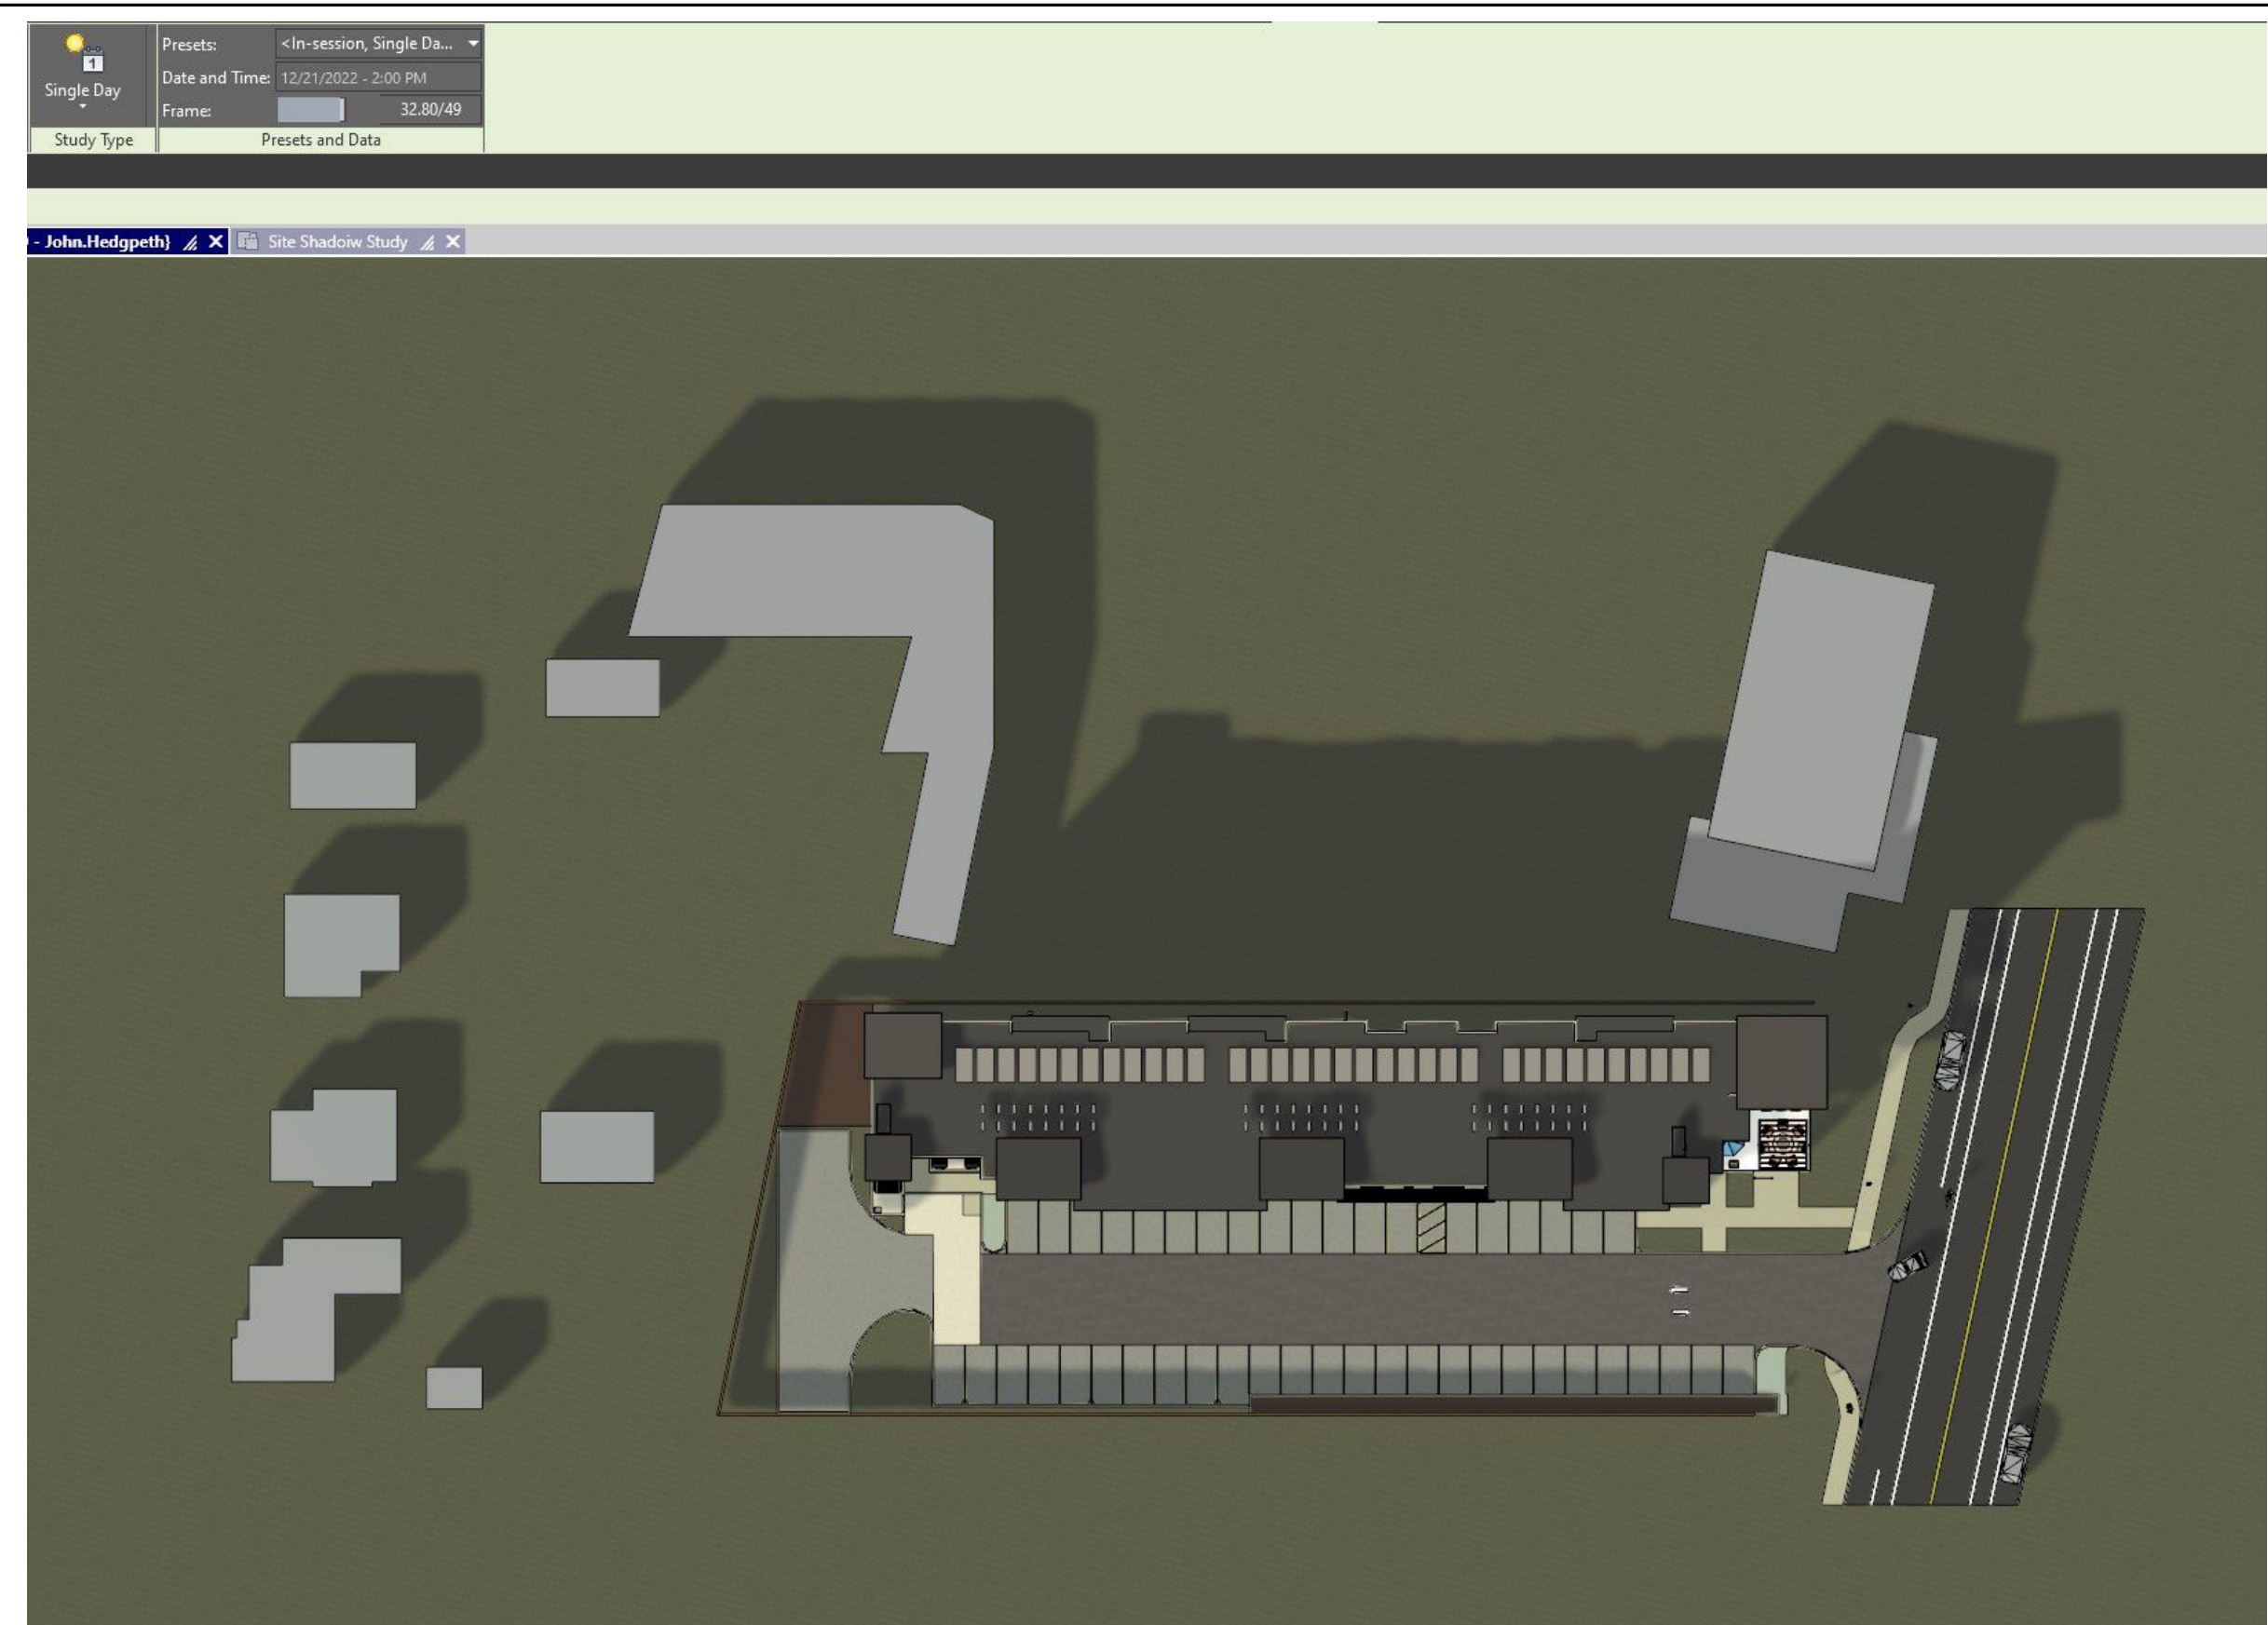 Presets:
<In-session, Single Da...
1
Single Day
Date and Time:
12/21/2022 - 2:00 PM
Frame:
32.80/49
Study Type
Presets and Data
- John.Hedgpeth}
Site Shadoiw Study